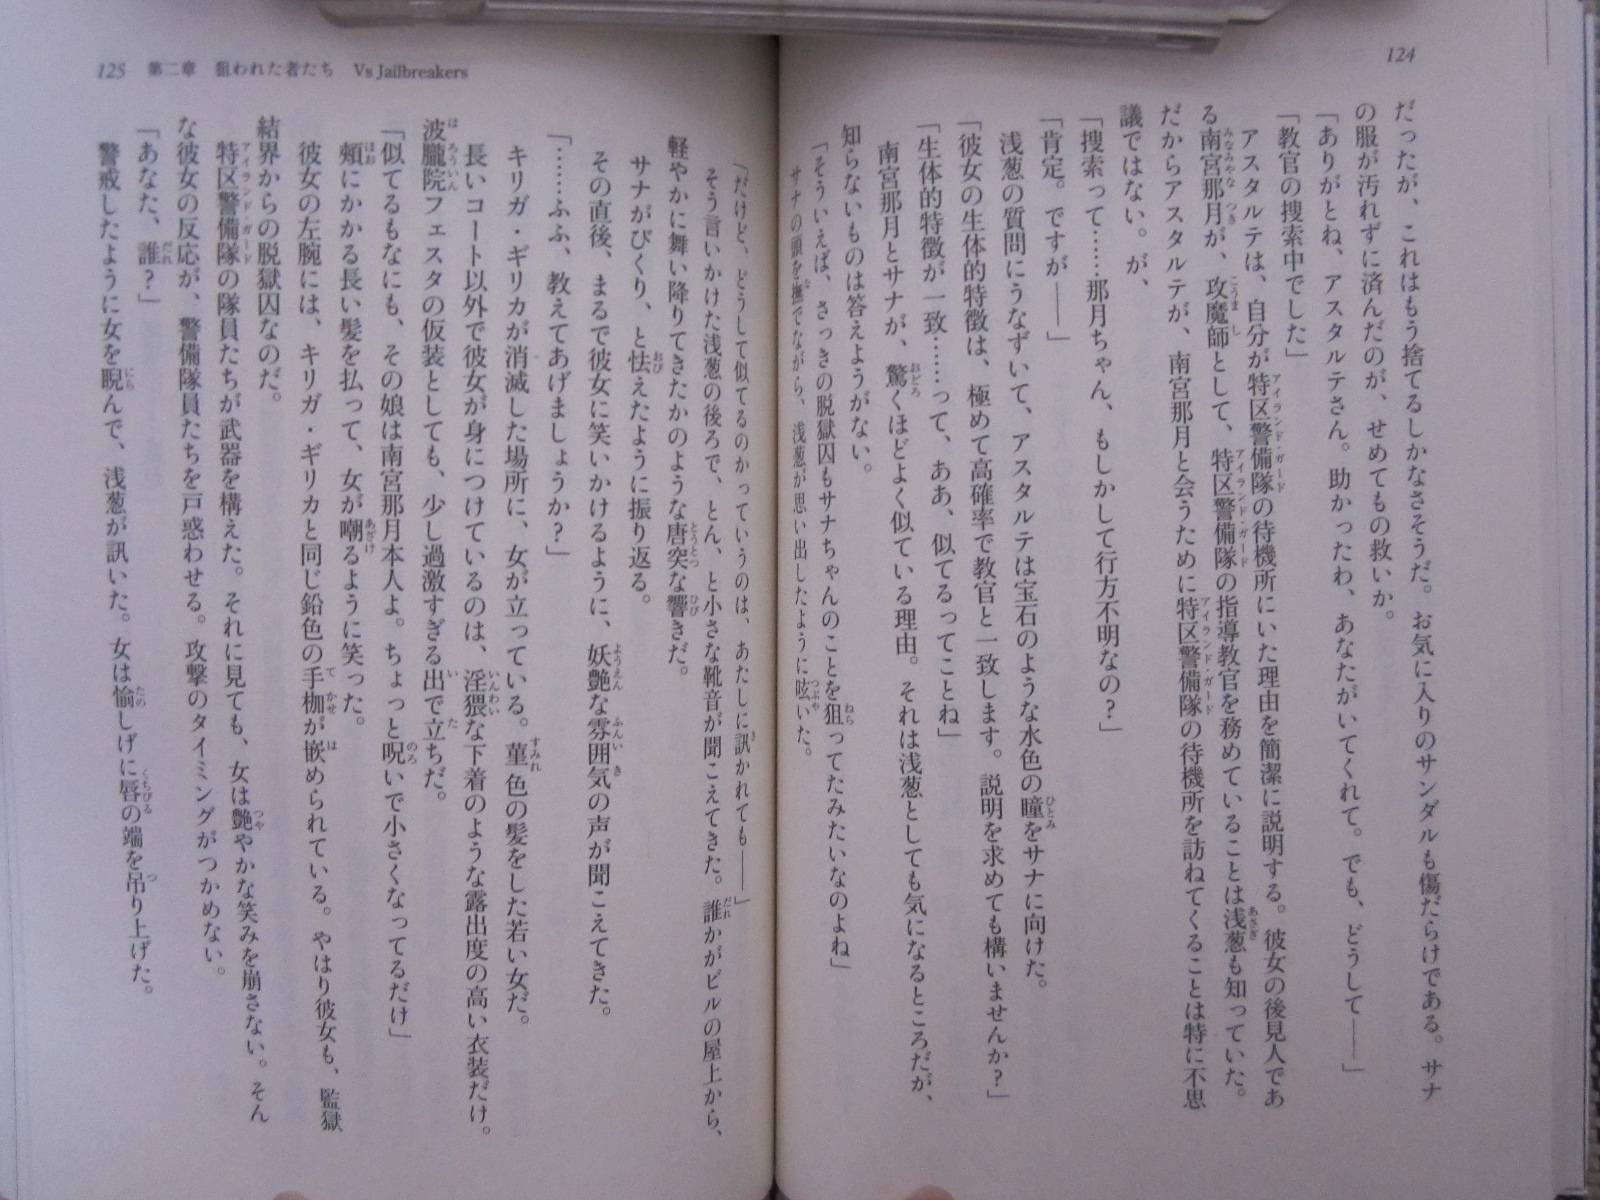 124
だったが、これはもう捨てるしかなさそうだ。お気に入りのサンダルも傷だらけである。サナ
の服が汚れずに済んだのが、せめてもの救いか。
「ありがとね、アスタルテさん。助かったわ、あなたがいてくれて。でも、どうして――」
「教官の捜索中でした」
アスタルテは、自分が特区警備隊の待機所にいた理由を簡潔に説明する。彼女の後見人であ
る南宮那月が、攻魔師として、特区警備隊の指導教官を務めていることは浅葱も知っていた。
だからアスタルテが、南宮那月と会うために特区警備隊の待機所を訪ねてくることは特に不思
議ではない。が、
「捜索って……那月ちゃん、もしかして行方不明なの？」
「肯定。ですが――」
浅葱の質問にうなずいて、アスタルテは宝石のような水色の瞳をサナに向けた。
「彼女の生体的特徴は、極めて高確率で教官と一致します。説明を求めても構いませんか？」
「生体的特徴が一致……って、ああ、似てるってことね」
南宮那月とサナが、驚くほどよく似ている理由。それは浅葱としても気になるところだが、
知らないものは答えようがない。
「そういえば、さっきの脱獄囚もサナちゃんのことを狙ってたみたいなのよね」
サナの頭を撫でながら、浅葱が思い出したように呟いた。
125 第二章 狙われた者たち Vs Jailbreakers
「だけど、どうして似てるのかっていうのは、あたしに訊かれても――」
そう言いかけた浅葱の後ろで、とん、と小さな靴音が聞こえてきた。誰かがビルの屋上から、
軽やかに舞い降りてきたかのような唐突な響きだ。
サナがびくり、と怯えたように振り返る。
その直後、まるで彼女に笑いかけるように、妖艶な雰囲気の声が聞こえてきた。
「……ふふ、教えてあげましょうか？」
キリガ・ギリカが消滅した場所に、女が立っている。菫色の髪をした若い女だ。
長いコート以外で彼女が身につけているのは、淫猥な下着のような露出度の高い衣装だけ。
波朧院フェスタの仮装としても、少し過激すぎる出で立ちだ。
「似てるもなにも、その娘は南宮那月本人よ。ちょっと呪いで小さくなってるだけ」
頰にかかる長い髪を払って、女が嘲るように笑った。
彼女の左腕には、キリガ・ギリカと同じ鉛色の手枷が嵌められている。やはり彼女も、監獄
結界からの脱獄囚なのだ。
特区警備隊の隊員たちが武器を構えた。それに見ても、女は艶やかな笑みを崩さない。そん
な彼女の反応が、警備隊員たちを戸惑わせる。攻撃のタイミングがつかめない。
「あなた、誰？」
警戒したように女を睨んで、浅葱が訊いた。女は愉しげに唇の端を吊り上げた。